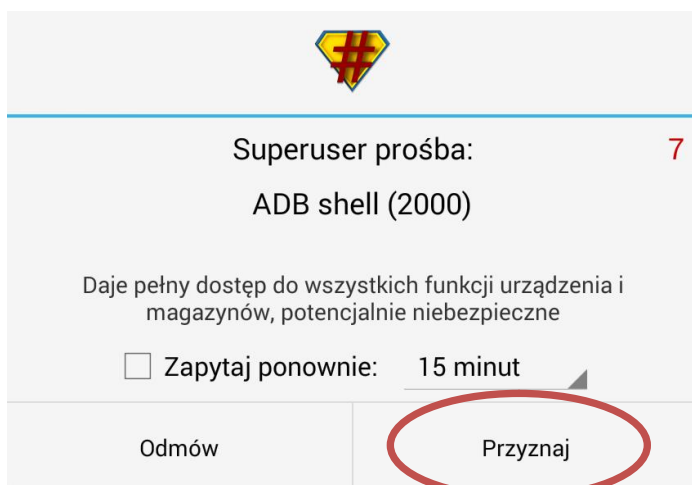 #
Superuser prośba: 7
ADB shell (2000)
Daje pełny dostęp do wszystkich funkcji urządzenia i
magazynów, potencjalnie niebezpieczne
Zapytaj ponownie: 15 minut
Odmów Przyznaj